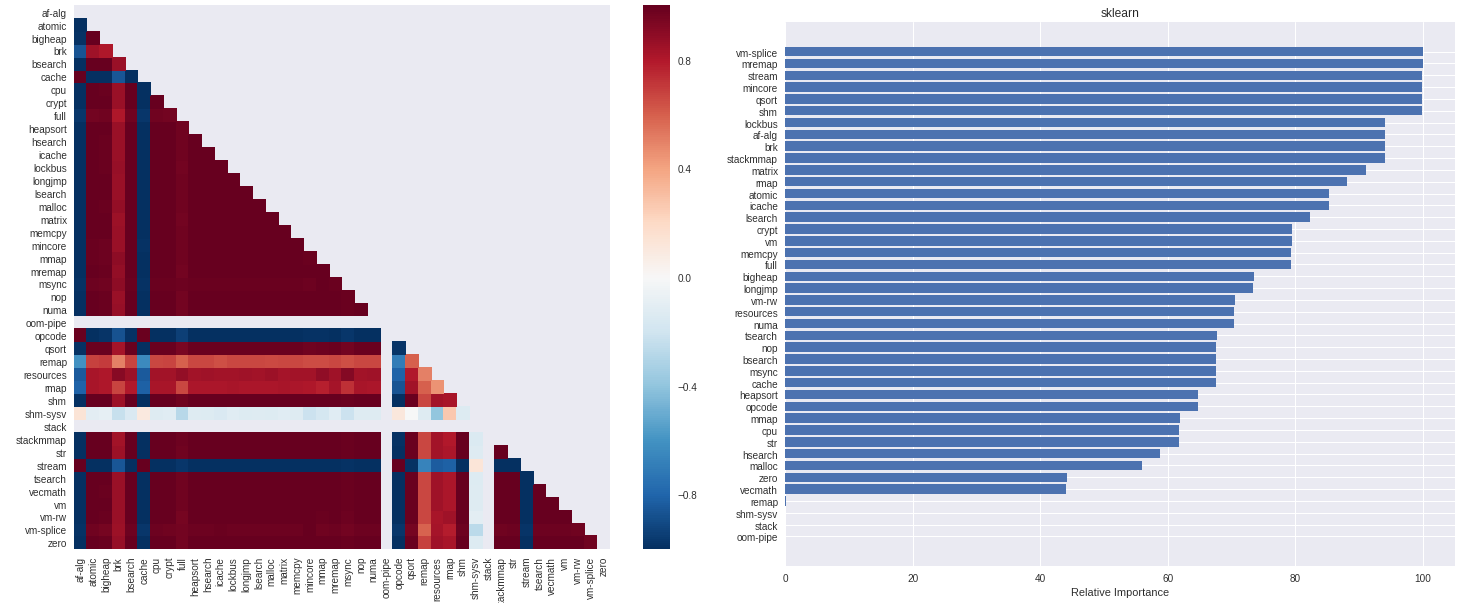 af-alg
atomic
bigheap
brk
bsearch
cache
cpu
crypt
full
heapsort
hsearch
icache
lockbus
longjmp
lsearch
malloc
matrix
memcpy
mincore
mmap
mremap
msync
nop
numa
oom-pipe
opcode
qsort
remap
resources
rmap
shm
shm-sysv
stack
stackmmap
str
stream
tsearch
vecmath
vm
vm-rw
vm-splice
zero
af-alg
atomic
bigheap
brk
bsearch
cache
cpu
crypt
full
heapsort
hsearch
icache
lockbus
longjmp
lsearch
malloc
matrix
memcpy
mincore
mmap
mremap
msync
nop
numa
oom-pipe
opcode
qsort
remap
resources
rmap
shm
shm-sysv
stack
tackmmap
str
stream
tsearch
vecmath
vm
vm-rw
vm-splice
zero
0.8
0.4
0.0
−0.4
−0.8
sklearn
vm-splice
mremap
stream
mincore
qsort
shm
lockbus
af-alg
brk
stackmmap
matrix
rmap
atomic
icache
lsearch
crypt
vm
memcpy
full
bigheap
longjmp
vm-rw
resources
numa
tsearch
nop
bsearch
msync
cache
heapsort
opcode
mmap
cpu
str
hsearch
malloc
zero
vecmath
remap
shm-sysv
stack
oom-pipe
0 20 40 60 80 100
Relative Importance